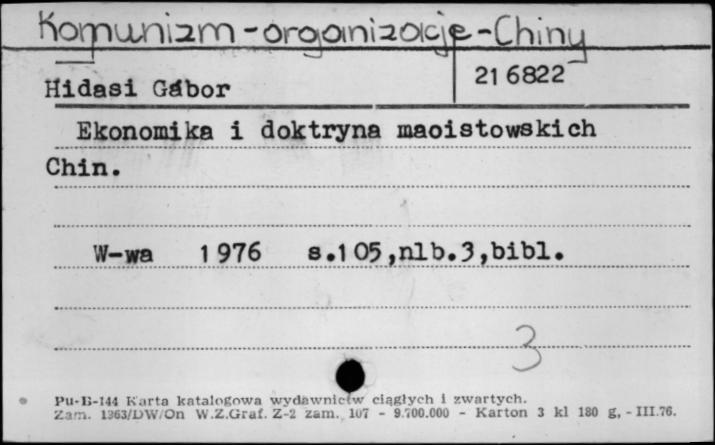 Komunizm-organizacje-Chiny
Hidasi Gábor
21 6822
Ekonomika i doktryna maoistowskich
Chin.
W-wa 1976 s.105,nlb.3,bibl.
3
Pu-B-144 Karta katalogowa wydawnictw ciągłych i zwartych.
Zam. 1363/DW/On W.Z.Graf. Z-2 zam. 107 - 9.700.000 - Karton 3 kl 180 g, - III.76.